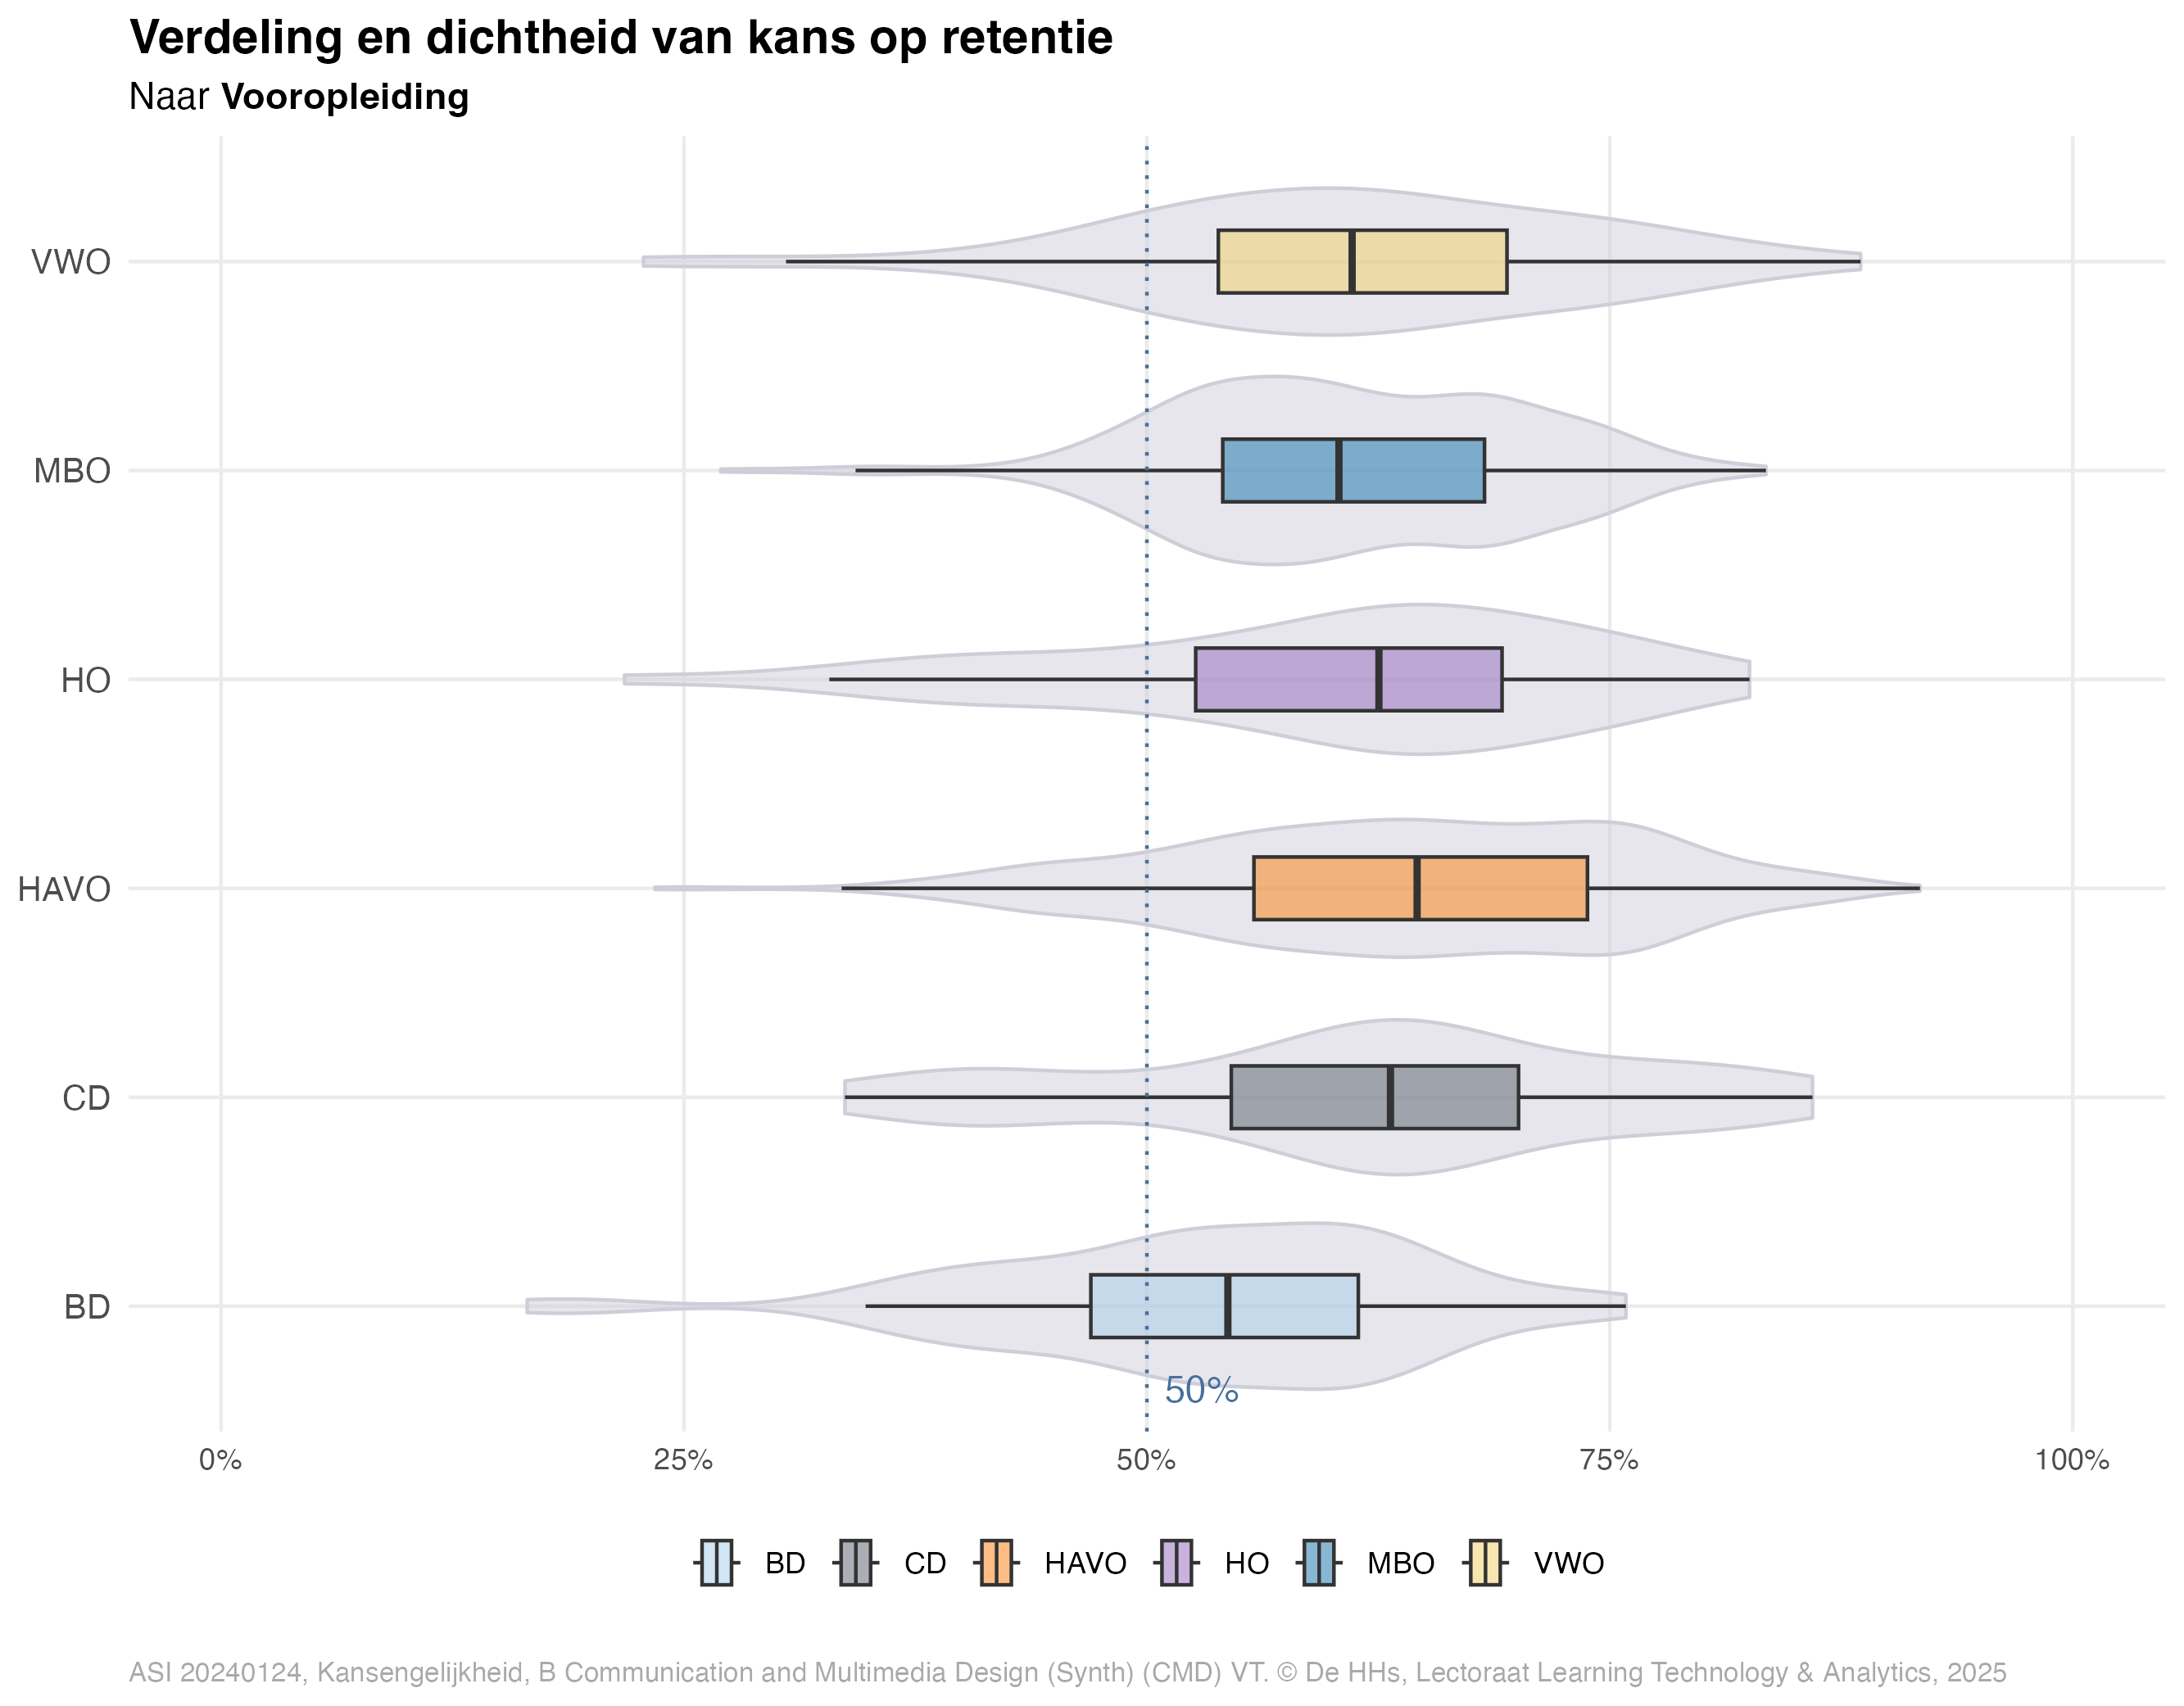 Verdeling en dichtheid van kans op retentie
Naar Vooropleiding
VWO
MBO
HO
HAVO
CD
BD
50%
0% 25% 50% 75% 100%
BD CD HAVO HO MBO VWO
ASI 20240124, Kansengelijkheid, B Communication and Multimedia Design (Synth) (CMD) VT. © De HHs, Lectoraat Learning Technology & Analytics, 2025